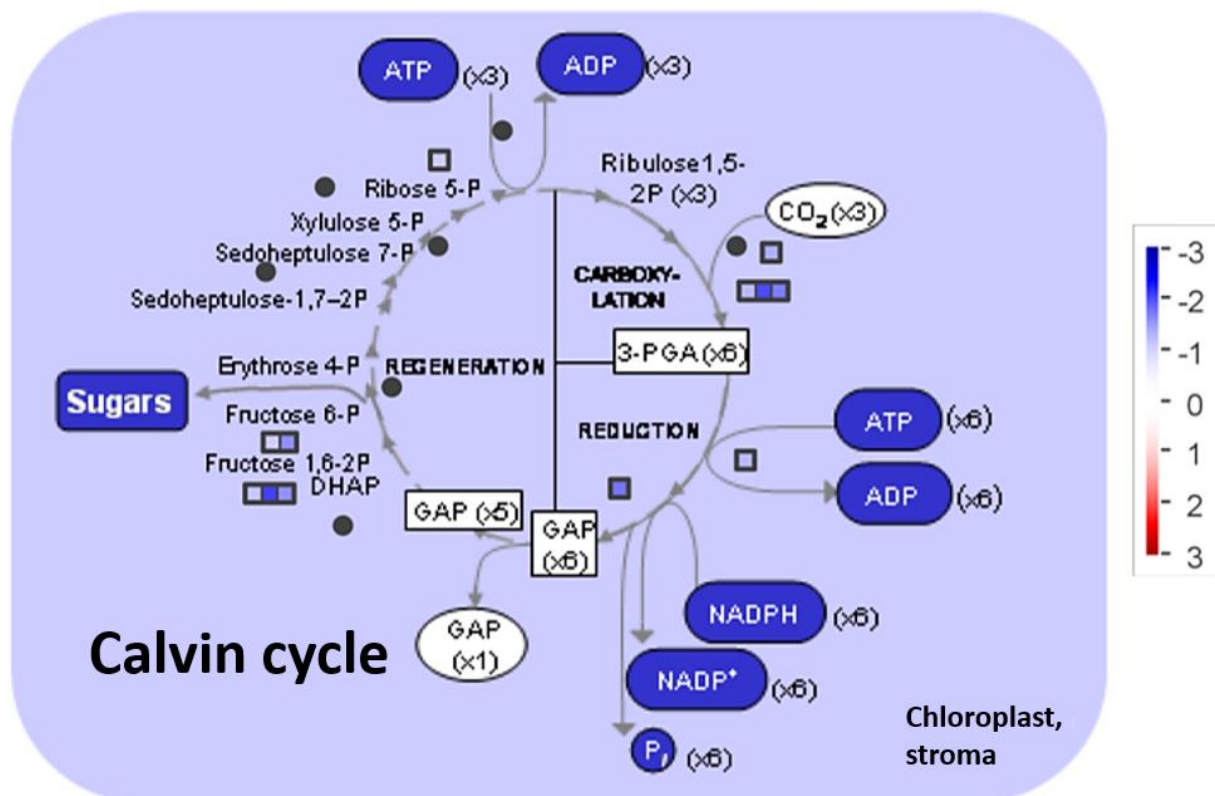 ATP (x3) ADP (x3)
Ribulose 1,5-
2P (x3)
Ribose 5-P
CO2 (x3)
Xylulose 5-P
Sedoheptulose 7-P
Sedoheptulose-1,7–2P
CARBOXY-
LATION
3-PGA (x6)
Erythrose 4-P
REGENERATION
Sugars
Fructose 6-P
REDUCTION
ATP (x6)
Fructose 1,6-2P
DHAP
ADP (x6)
GAP (x5)
GAP
(x6)
NADPH (x6)
GAP
(x1)
Calvin cycle
NADP+ (x6)
Pi (x6)
Chloroplast,
stroma
-3
-2
-1
0
1
2
3